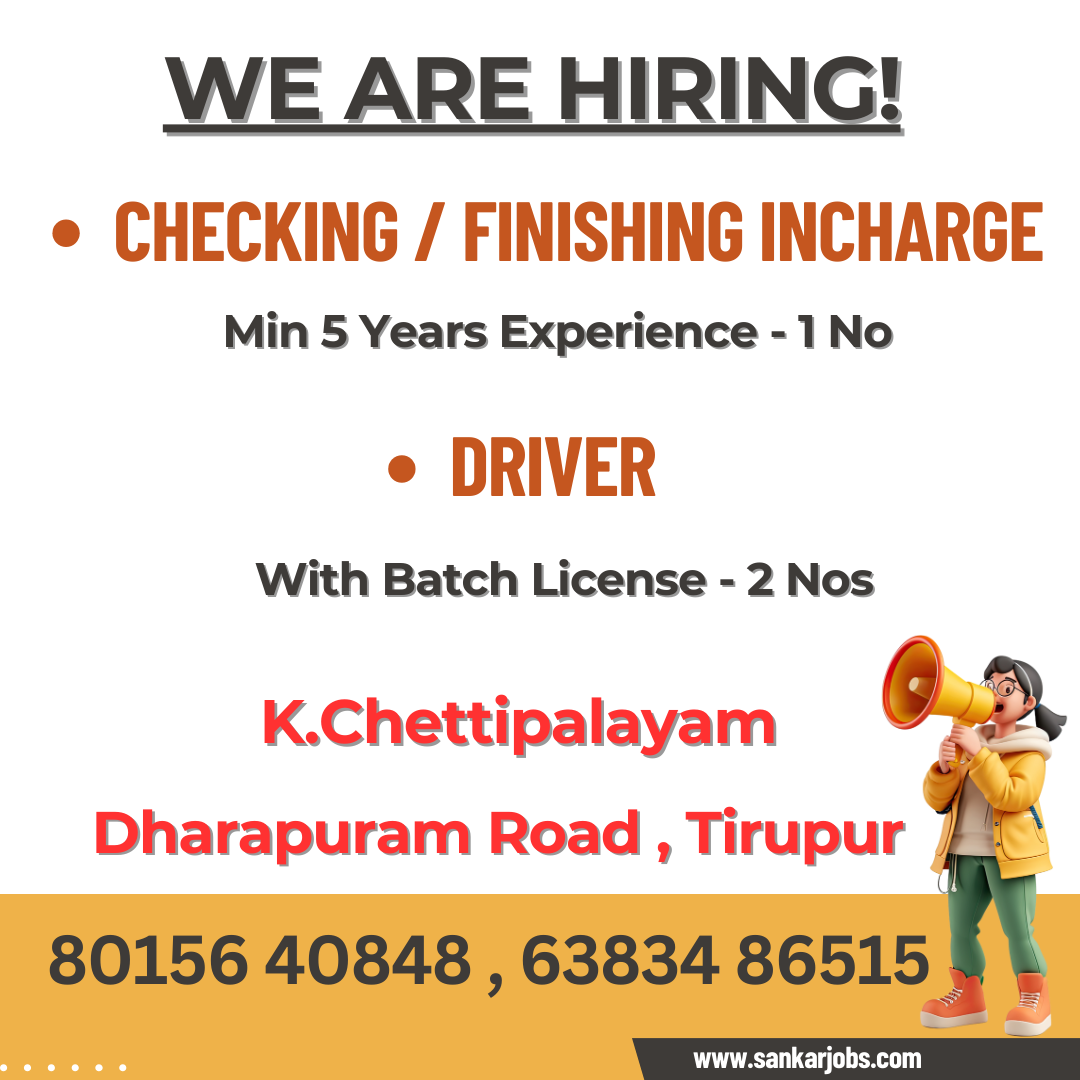 WE ARE HIRING!
• CHECKING / FINISHING INCHARGE
Min 5 Years Experience - 1 No
• DRIVER
With Batch License - 2 Nos
K.Chettipalayam
Dharapuram Road , Tirupur
80156 40848 , 63834 86515
www.sankarjobs.com